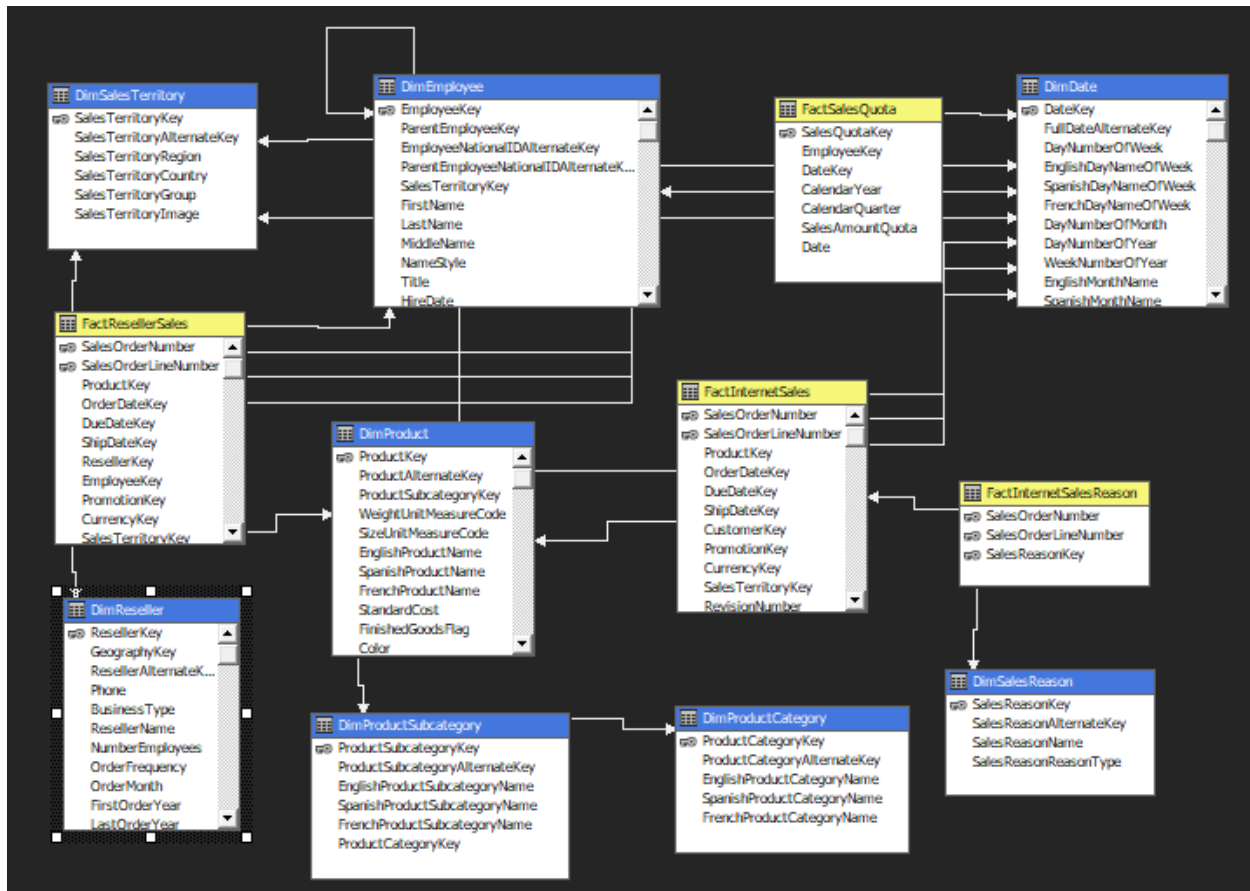 DimSalesTerritory
SalesTerritoryKey
SalesTerritoryAlternateKey
SalesTerritoryRegion
SalesTerritoryCountry
SalesTerritoryGroup
SalesTerritoryImage
DimEmployee
EmployeeKey
ParentEmployeeKey
EmployeeNationalIDAlternateKey
ParentEmployeeNationalIDAlternateK...
SalesTerritoryKey
FirstName
LastName
MiddleName
NameStyle
Title
HireDate
FactSalesQuota
SalesQuotaKey
EmployeeKey
DateKey
CalendarYear
CalendarQuarter
SalesAmountQuota
Date
DimDate
DateKey
FullDateAlternateKey
DayNumberOfWeek
EnglishDayNameOfWeek
SpanishDayNameOfWeek
FrenchDayNameOfWeek
DayNumberOfMonth
DayNumberOfYear
WeekNumberOfYear
EnglishMonthName
SpanishMonthName
FactResellerSales
SalesOrderNumber
SalesOrderLineNumber
ProductKey
OrderDateKey
DueDateKey
ShipDateKey
ResellerKey
EmployeeKey
PromotionKey
CurrencyKey
SalesTerritoryKey
DimProduct
ProductKey
ProductAlternateKey
ProductSubcategoryKey
WeightUnitMeasureCode
SizeUnitMeasureCode
EnglishProductName
SpanishProductName
FrenchProductName
StandardCost
FinishedGoodsFlag
Color
FactInternetSales
SalesOrderNumber
SalesOrderLineNumber
ProductKey
OrderDateKey
DueDateKey
ShipDateKey
CustomerKey
PromotionKey
CurrencyKey
SalesTerritoryKey
RevisionNumber
FactInternetSalesReason
SalesOrderNumber
SalesOrderLineNumber
SalesReasonKey
DimReseller
ResellerKey
GeographyKey
ResellerAlternateK...
Phone
BusinessType
ResellerName
NumberEmployees
OrderFrequency
OrderMonth
FirstOrderYear
LastOrderYear
DimProductSubcategory
ProductSubcategoryKey
ProductSubcategoryAlternateKey
EnglishProductSubcategoryName
SpanishProductSubcategoryName
FrenchProductSubcategoryName
ProductCategoryKey
DimProductCategory
ProductCategoryKey
ProductCategoryAlternateKey
EnglishProductCategoryName
SpanishProductCategoryName
FrenchProductCategoryName
DimSalesReason
SalesReasonKey
SalesReasonAlternateKey
SalesReasonName
SalesReasonReasonType